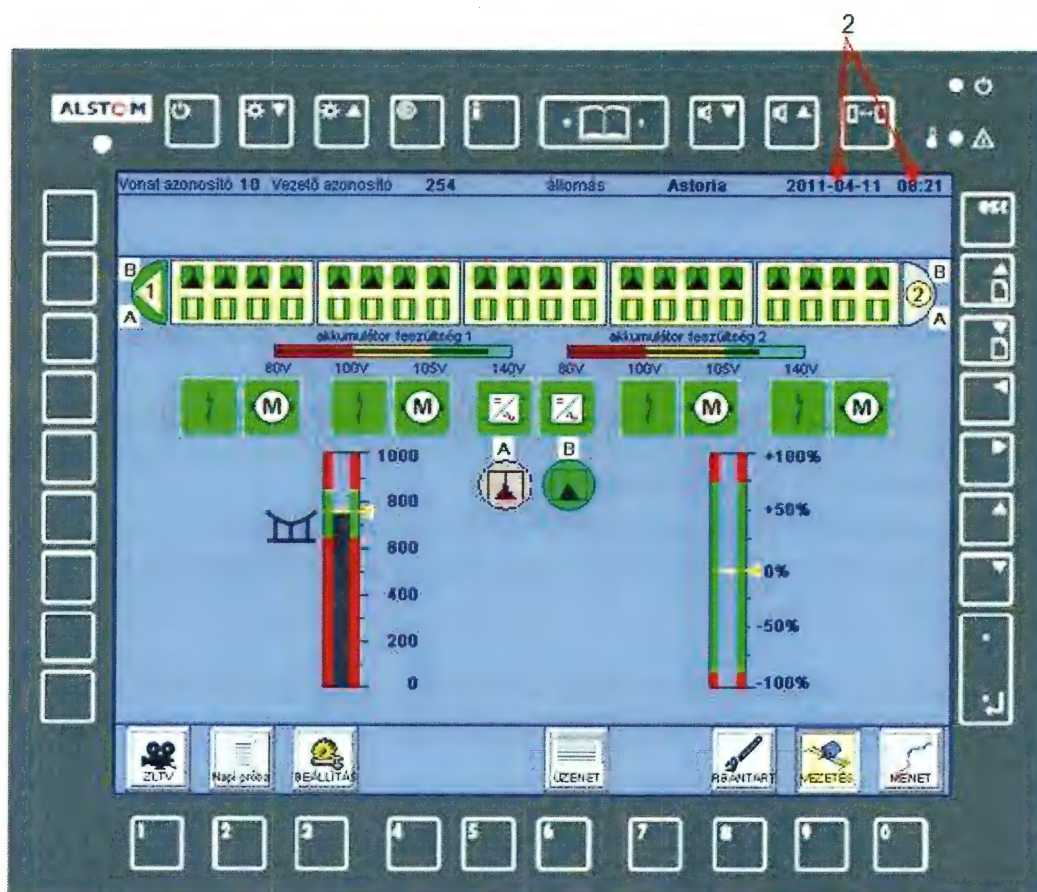 2
ALSTOM
Vonat azonosító 10 Vezető azonosító 254 állomás Astoria 2011-04-11 08:21
esc
B B
1 2
A A
akkumulátor feszültség 1 akkumulátor feszültség 2
80V 100V 105V 140V 80V 100V 105V 140V
M M M M
A B
1000 +100%
800 +50%
600 0%
400
200 -50%
0 -100%
ZLTV Napi próba BEÁLLÍTÁS ÜZENET VEZETÉS MENET
1 2 3 4 5 6 7 8 9 0